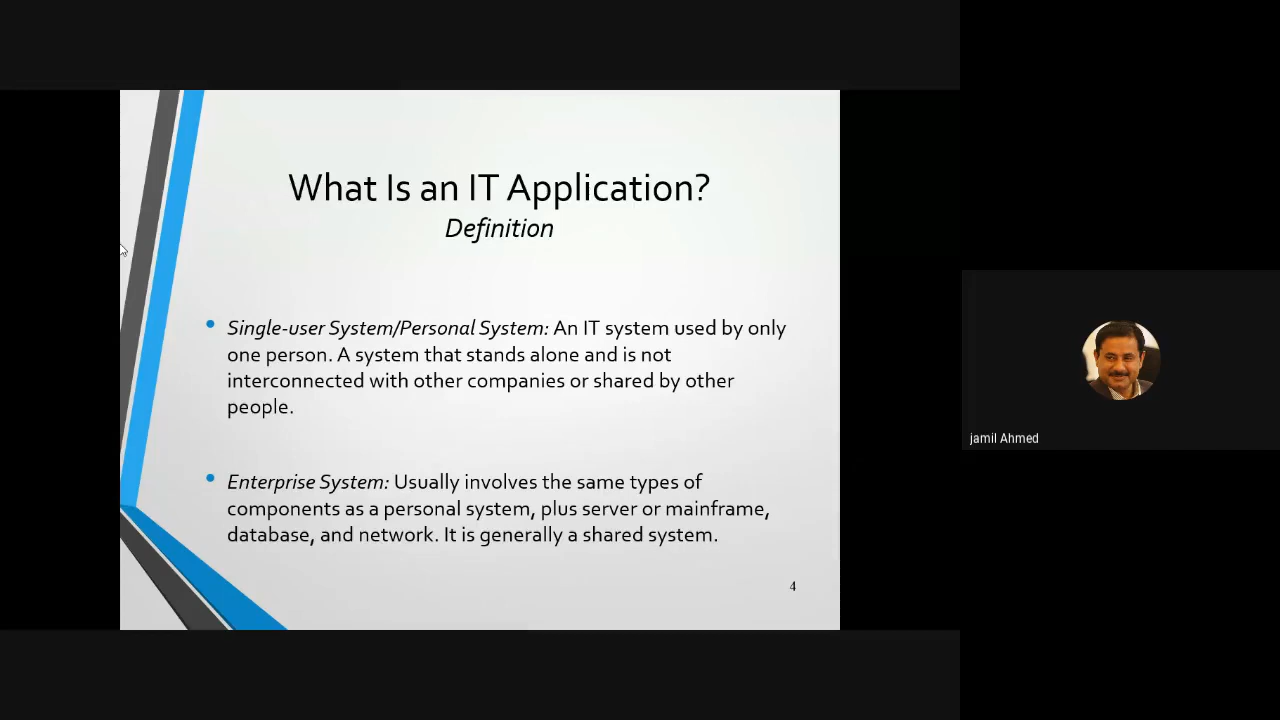 What Is an IT Application?
Definition
Single-user System/Personal System: An IT system used by only
one person. A system that stands alone and is not
interconnected with other companies or shared by other
people.
Enterprise System: Usually involves the same types of
components as a personal system, plus server or mainframe,
database, and network. It is generally a shared system.
4
jamil Ahmed